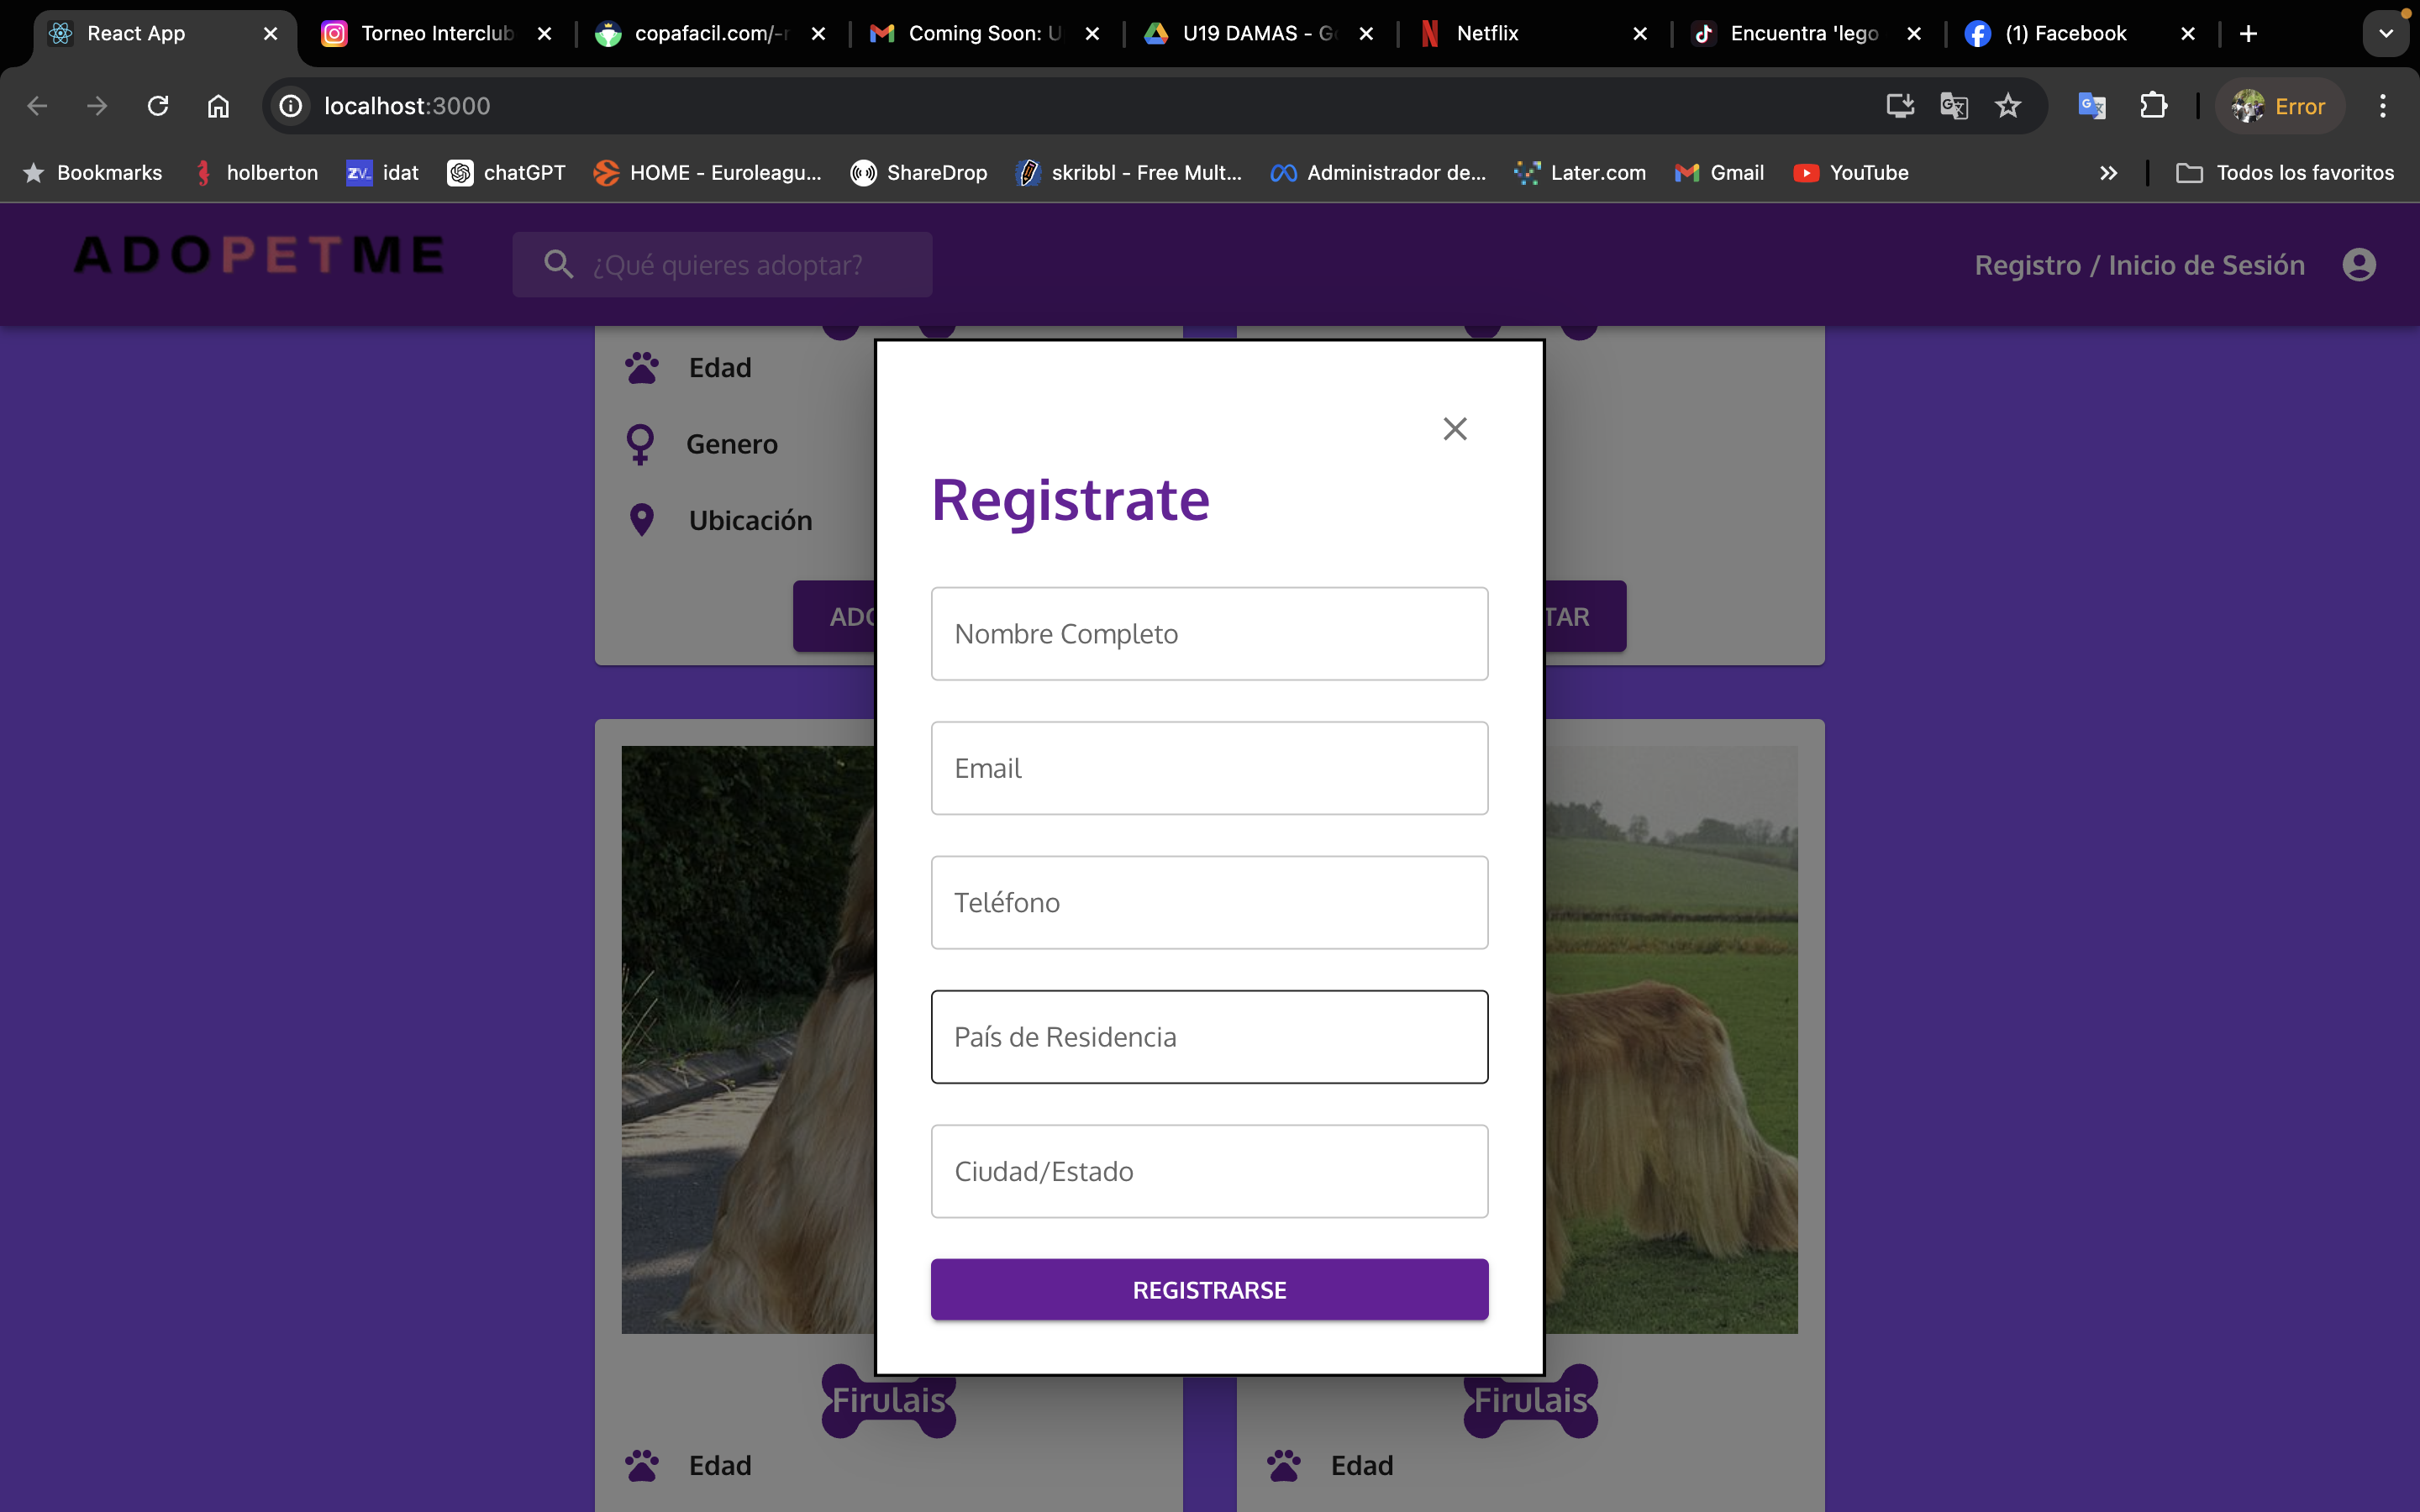 React App
Torneo Interclub
copafacil.com/-r
Coming Soon: U
U19 DAMAS - Go
Netflix
Encuentra 'lego
(1) Facebook
localhost:3000
Error
Bookmarks
holberton
ZV_
idat
chatGPT
HOME - Euroleagu...
ShareDrop
skribbl - Free Mult...
Administrador de...
Later.com
Gmail
YouTube
Todos los favoritos
ADOPETME
¿Qué quieres adoptar?
Registro / Inicio de Sesión
Edad
Genero
Ubicación
ADO
TAR
Registrate
Nombre Completo
Email
Teléfono
País de Residencia
Ciudad/Estado
REGISTRARSE
Firulais
Firulais
Edad
Edad